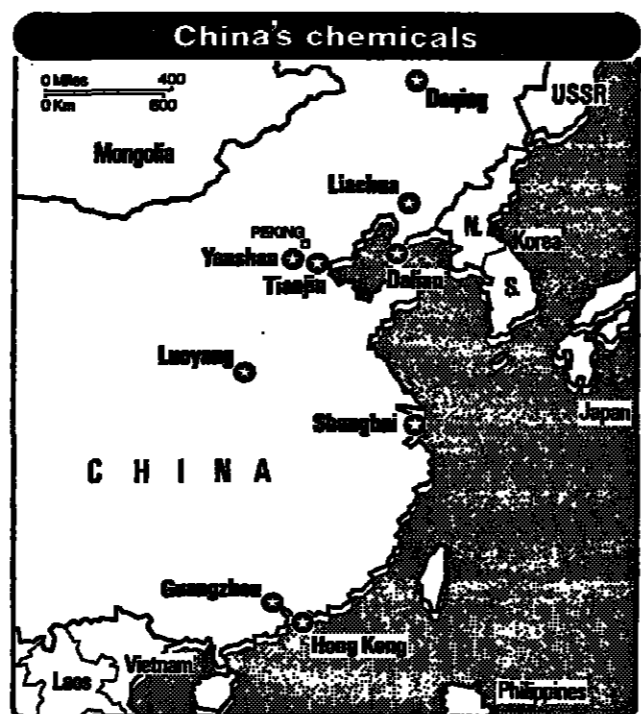 China's chemicals
0 Miles 400
0 Km 600
Daqing
USSR
Mongolia
Liaohua
PEKING
N.
Korea
Yanshan
Tianjin
Dalian
S.
Luoyang
Japan
Shanghai
CHINA
Guangzhou
Hong Kong
Vietnam
Laos
Philippines